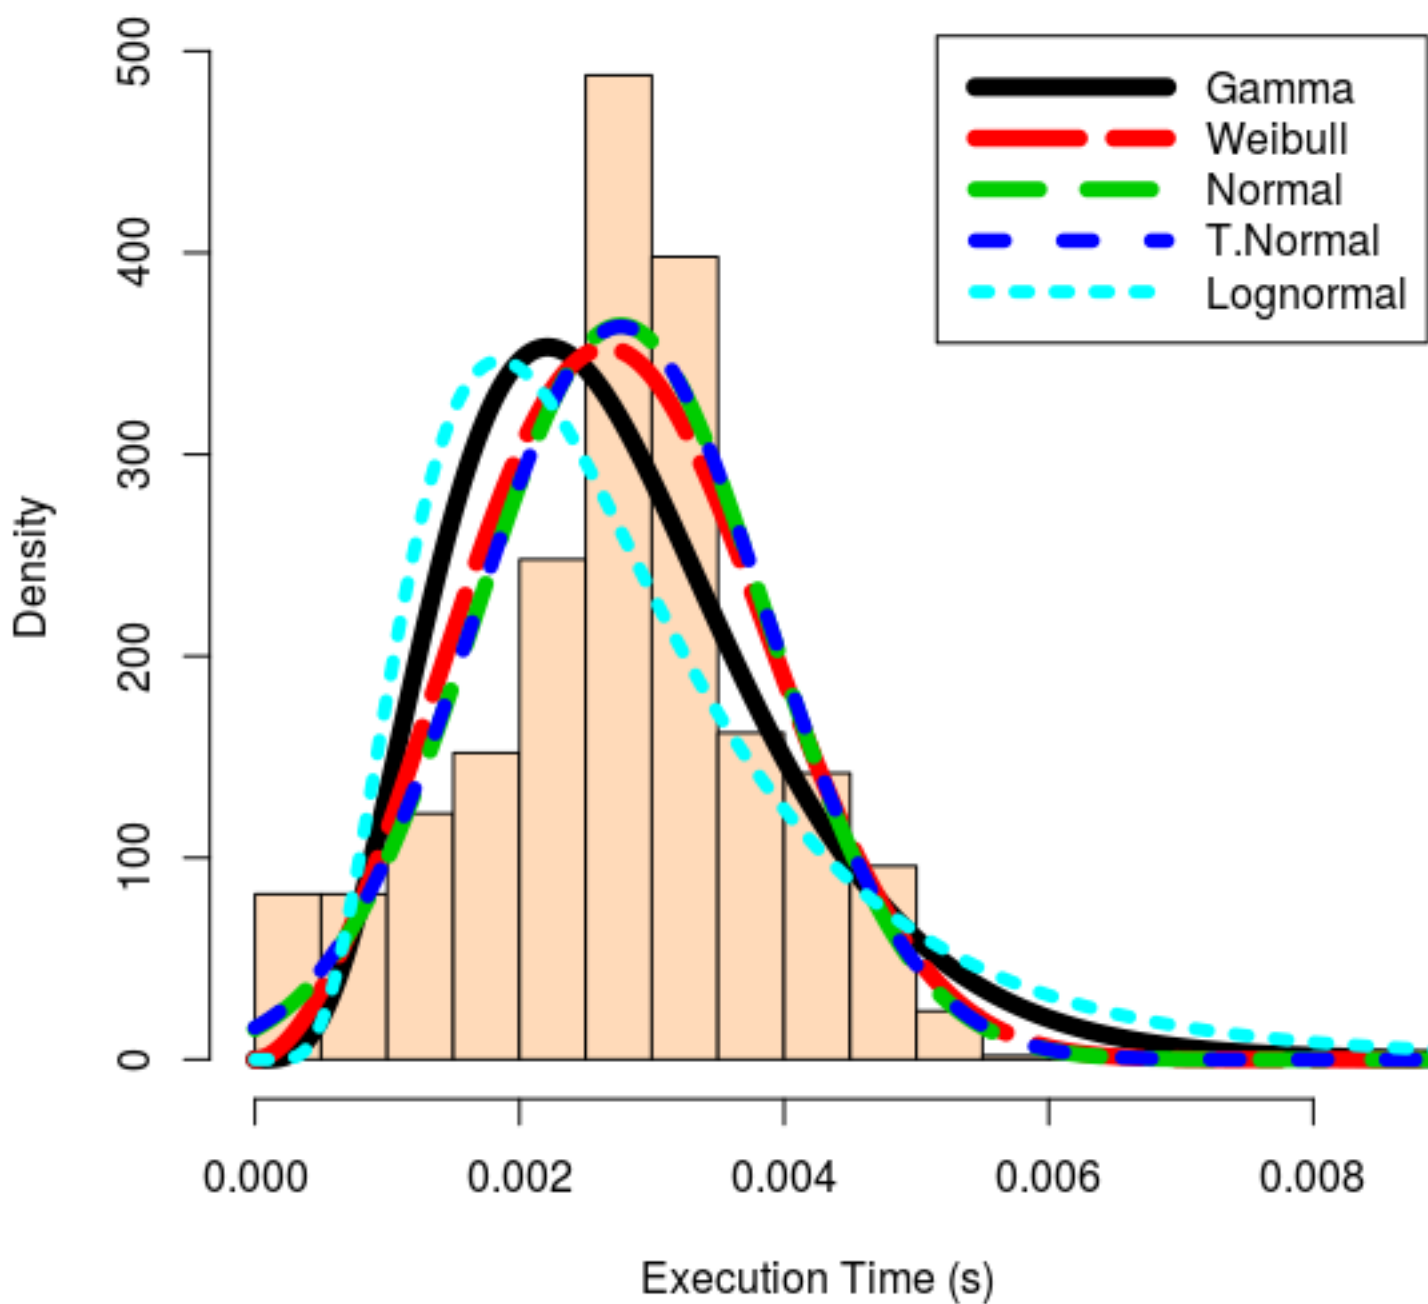 Density
500
400
300
200
100
0
Gamma
Weibull
Normal
T.Normal
Lognormal
0.000 0.002 0.004 0.006 0.008
Execution Time (s)